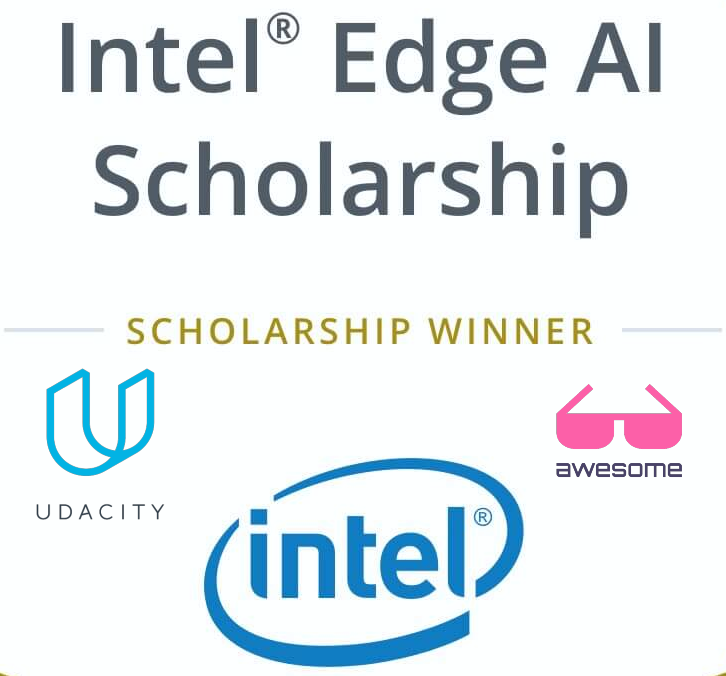 Intel® Edge AI
Scholarship
SCHOLARSHIP WINNER
UDACITY
awesome
intel®